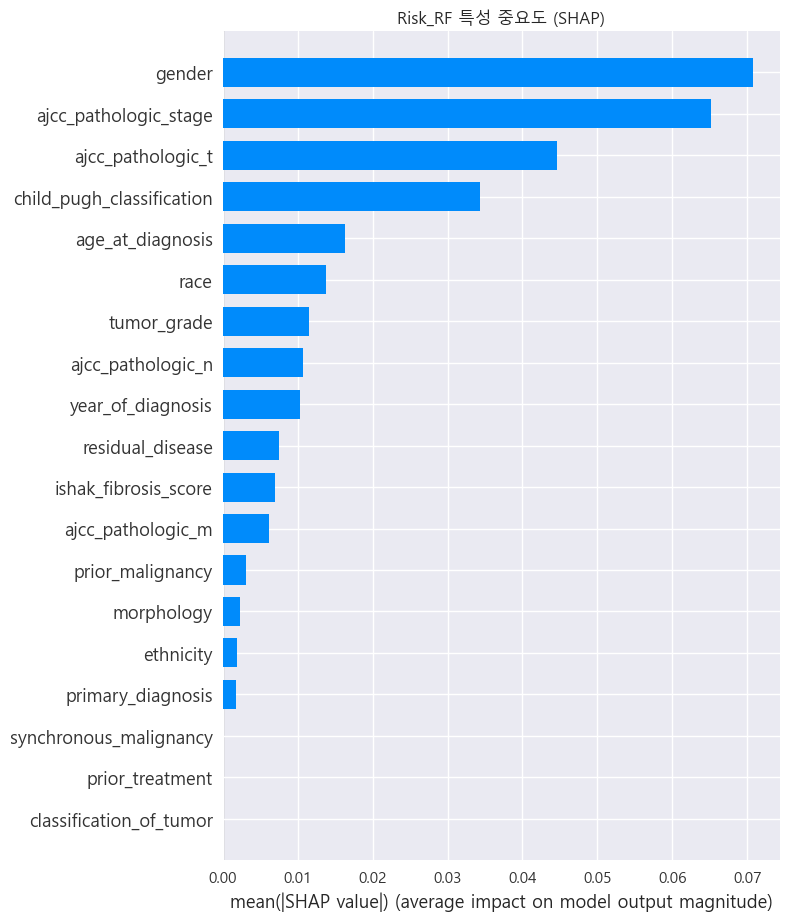 Risk_RF 특성 중요도 (SHAP)
gender
ajcc_pathologic_stage
ajcc_pathologic_t
child_pugh_classification
age_at_diagnosis
race
tumor_grade
ajcc_pathologic_n
year_of_diagnosis
residual_disease
ishak_fibrosis_score
ajcc_pathologic_m
prior_malignancy
morphology
ethnicity
primary_diagnosis
synchronous_malignancy
prior_treatment
classification_of_tumor
0.00 0.01 0.02 0.03 0.04 0.05 0.06 0.07
mean(|SHAP value|) (average impact on model output magnitude)